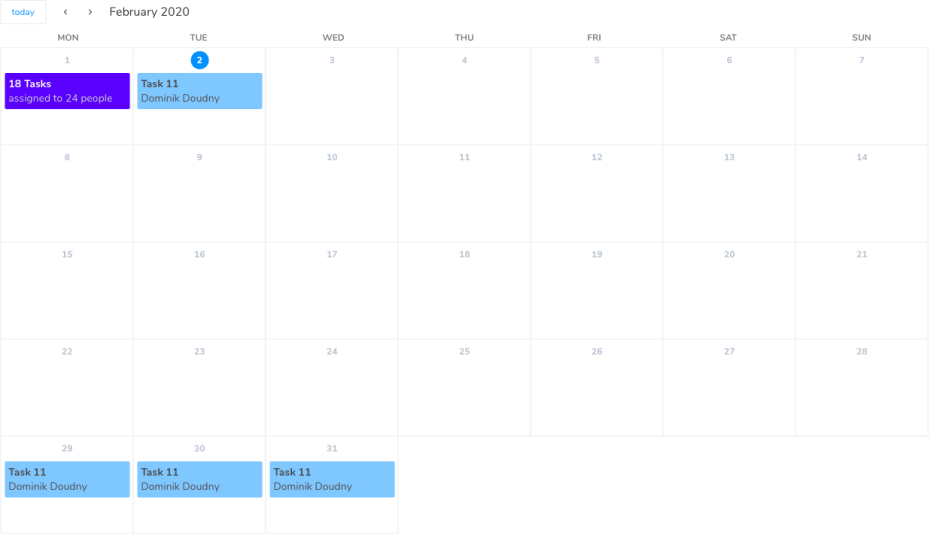 today ‹ › February 2020
MON TUE WED THU FRI SAT SUN
1 2 3 4 5 6 7
18 Tasks Task 11
assigned to 24 people Dominik Doudny
8 9 10 11 12 13 14
15 16 17 18 19 20 21
22 23 24 25 26 27 28
29 30 31
Task 11 Task 11 Task 11
Dominik Doudny Dominik Doudny Dominik Doudny